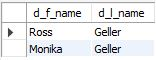 d_f_name d_l_name
Ross Geller
Monika Geller